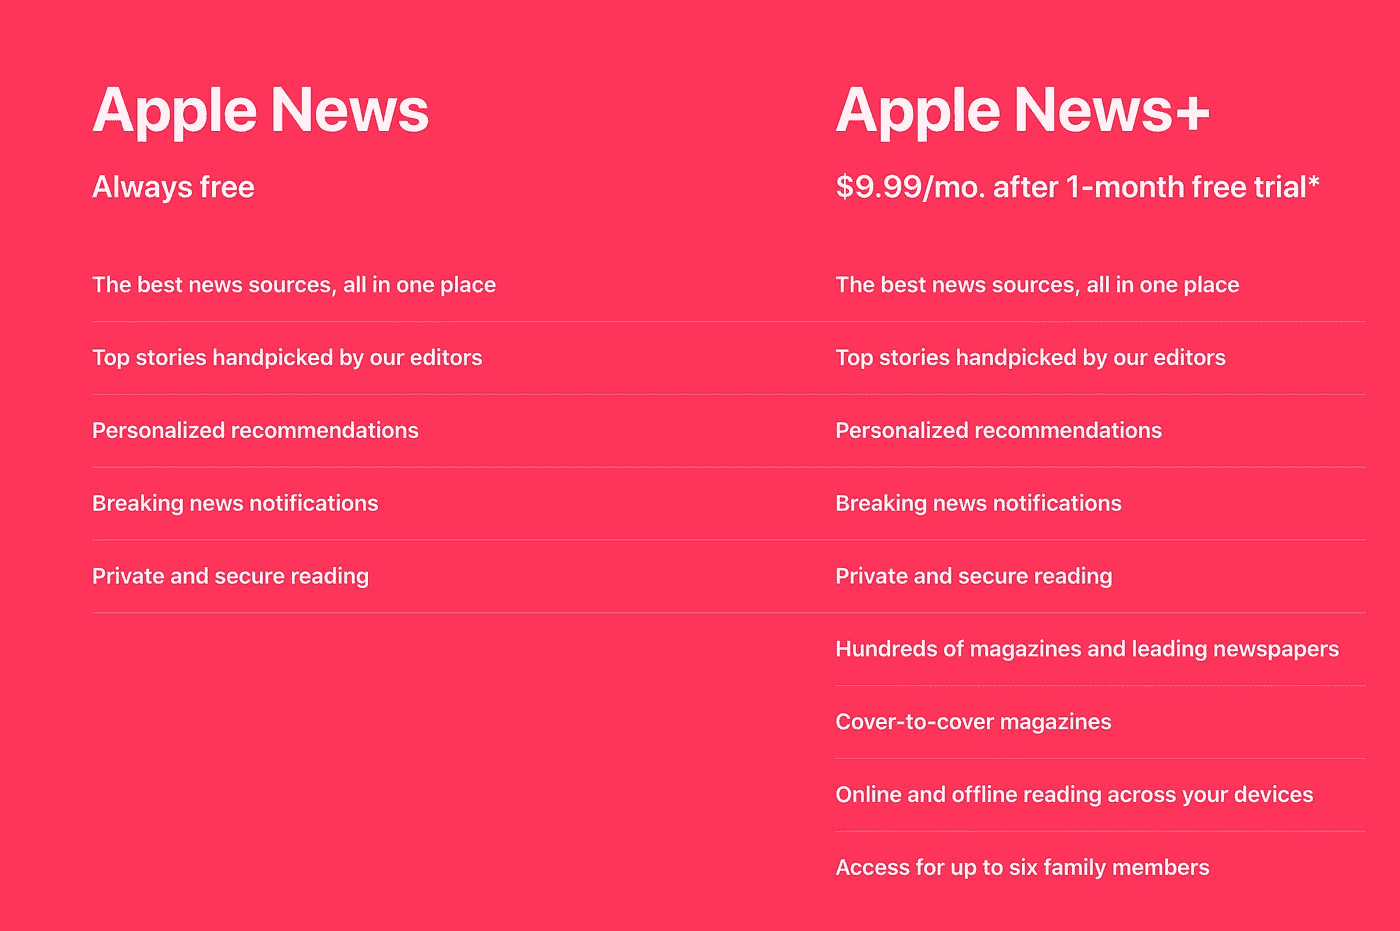 Apple News
Always free
The best news sources, all in one place
Top stories handpicked by our editors
Personalized recommendations
Breaking news notifications
Private and secure reading
Apple News+
$9.99/mo. after 1-month free trial*
The best news sources, all in one place
Top stories handpicked by our editors
Personalized recommendations
Breaking news notifications
Private and secure reading
Hundreds of magazines and leading newspapers
Cover-to-cover magazines
Online and offline reading across your devices
Access for up to six family members